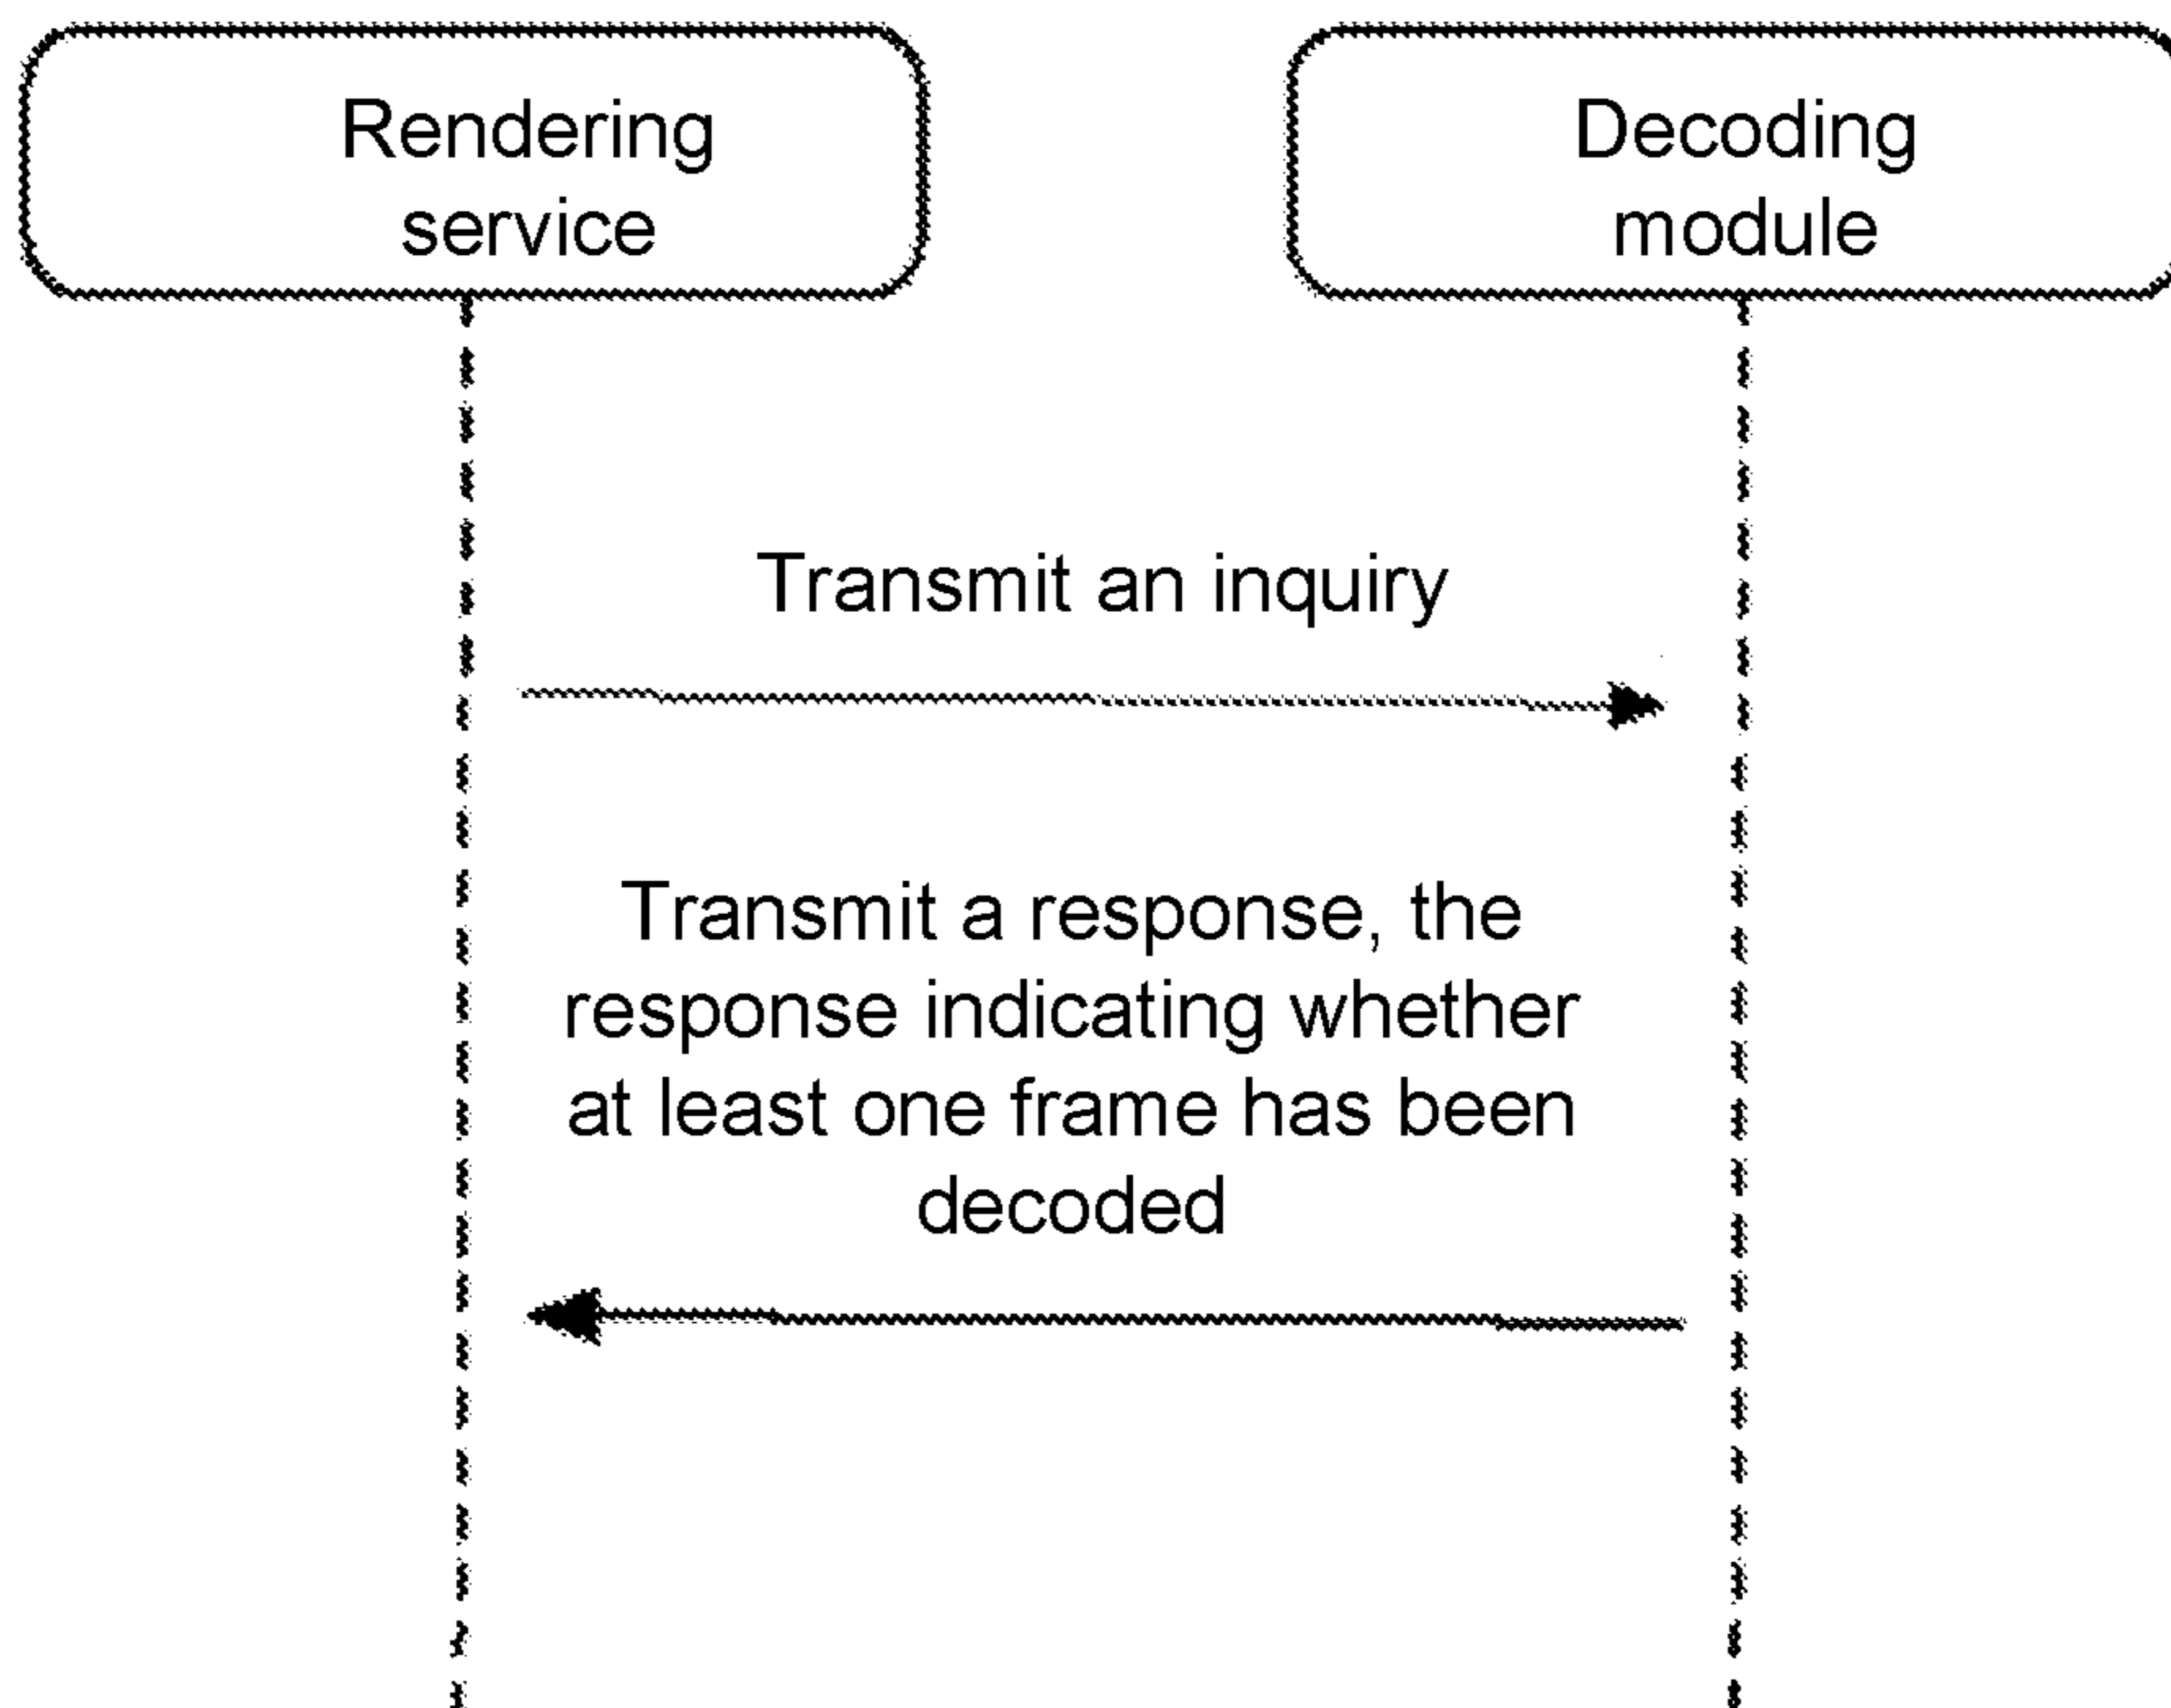 Rendering
service
Decoding
module
Transmit an inquiry
Transmit a response, the
response indicating whether
at least one frame has been
decoded